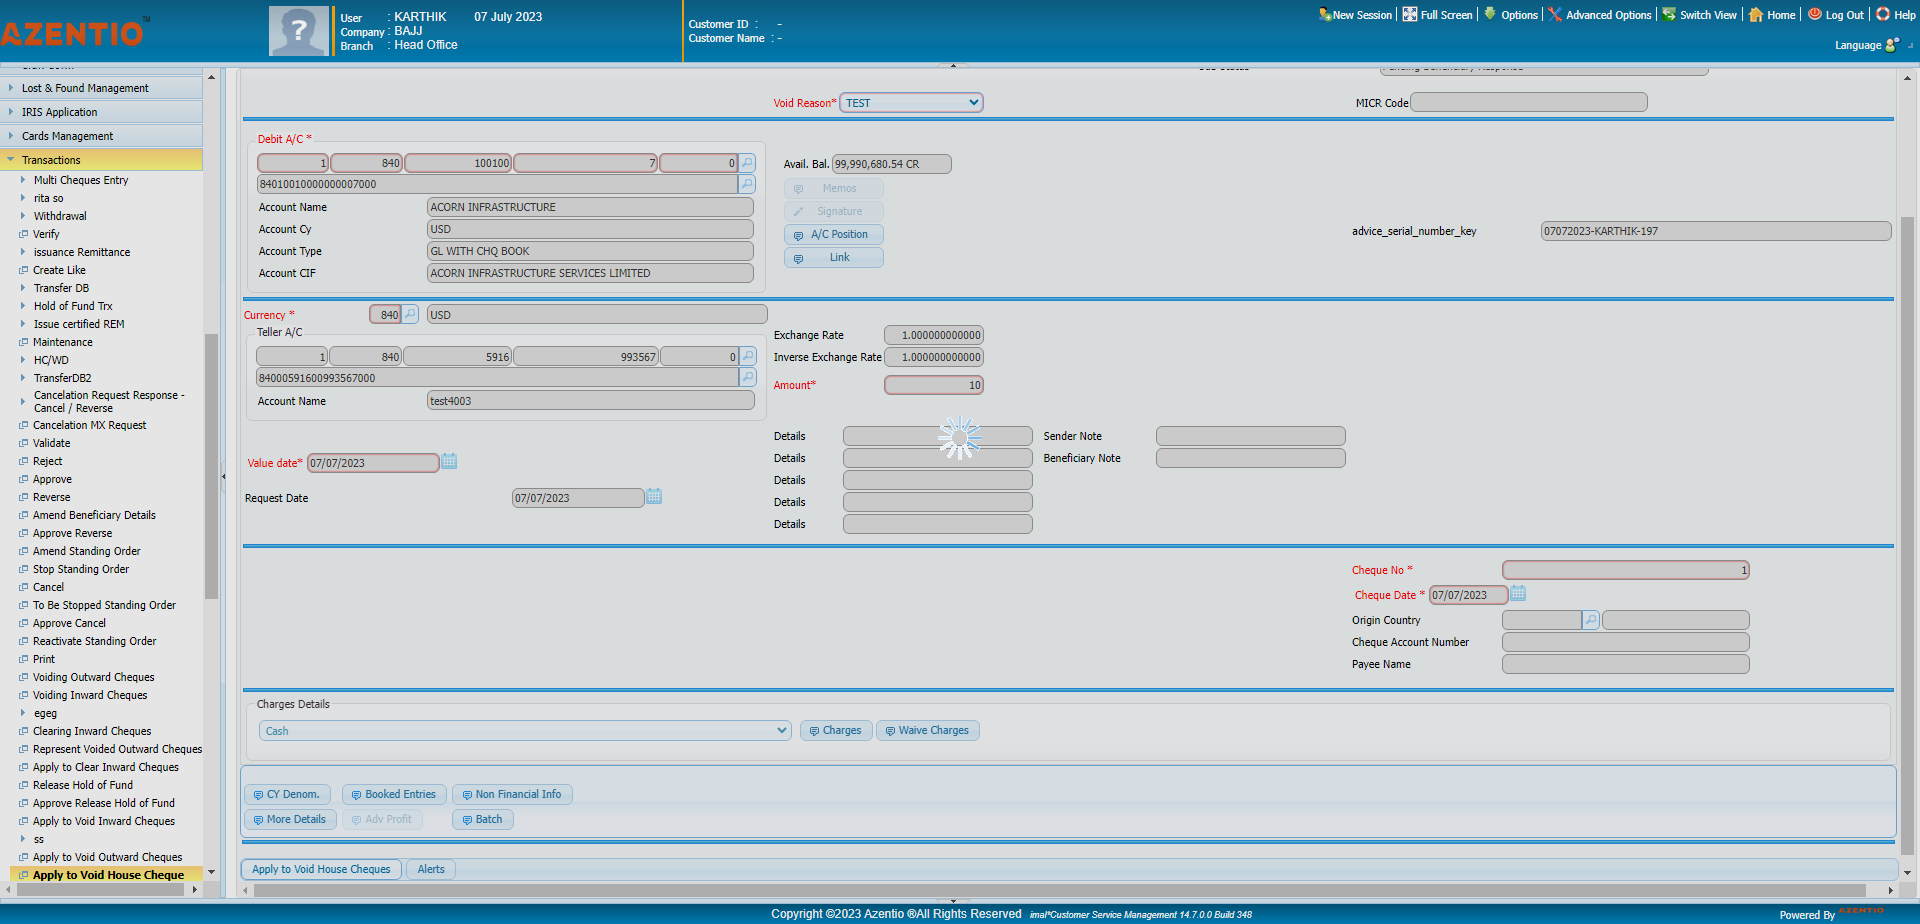 AZENTIO™
User : KARTHIK 07 July 2023
Company : BAJJ
Branch : Head Office
Customer ID : -
Customer Name : -
New Session Full Screen Options Advanced Options Switch View Home Log Out Help
Language
Lost & Found Management
IRIS Application
Cards Management
Transactions
Multi Cheques Entry
rita so
Withdrawal
Verify
issuance Remittance
Create Like
Transfer DB
Hold of Fund Trx
Issue certified REM
Maintenance
HC/WD
TransferDB2
Cancelation Request Response -
Cancel / Reverse
Cancelation MX Request
Validate
Reject
Approve
Reverse
Amend Beneficiary Details
Approve Reverse
Amend Standing Order
Stop Standing Order
Cancel
To Be Stopped Standing Order
Approve Cancel
Reactivate Standing Order
Print
Voiding Outward Cheques
Voiding Inward Cheques
egeg
Clearing Inward Cheques
Represent Voided Outward Cheques
Apply to Clear Inward Cheques
Release Hold of Fund
Approve Release Hold of Fund
Apply to Void Inward Cheques
ss
Apply to Void Outward Cheques
Apply to Void House Cheque
Void Reason* TEST MICR Code
Debit A/C *
1 840 100100 7 0
84010010000000007000
Account Name ACORN INFRASTRUCTURE
Account Cy USD
Account Type GL WITH CHQ BOOK
Account CIF ACORN INFRASTRUCTURE SERVICES LIMITED
Avail. Bal. 99,990,680.54 CR
Memos
Signature
A/C Position
Link
advice_serial_number_key 07072023-KARTHIK-197
Currency * 840 USD
Teller A/C
1 840 5916 993567 0
84000591600993567000
Account Name test4003
Exchange Rate 1.000000000000
Inverse Exchange Rate 1.000000000000
Amount* 10
Value date* 07/07/2023
Request Date 07/07/2023
Details Sender Note
Details Beneficiary Note
Details
Details
Details
Cheque No * 1
Cheque Date * 07/07/2023
Origin Country
Cheque Account Number
Payee Name
Charges Details
Cash Charges Waive Charges
CY Denom. Booked Entries Non Financial Info
More Details Adv Profit Batch
Apply to Void House Cheques Alerts
Copyright ©2023 Azentio ®All Rights Reserved imal*Customer Service Management 14.7.0.0 Build 348
Powered By AZENTIO